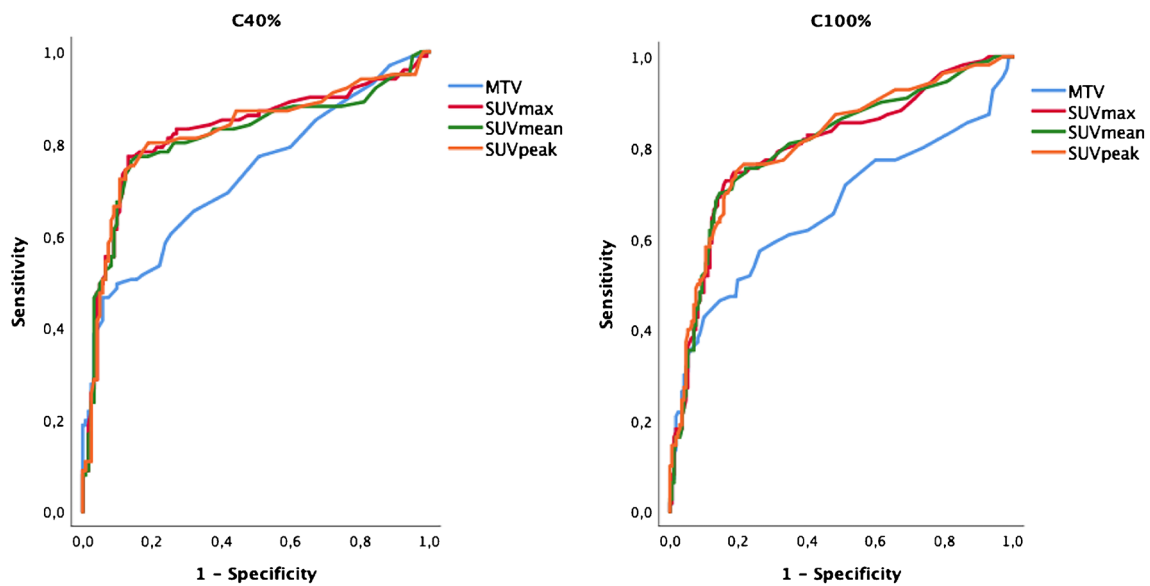 C40%
1,0
0,8
0,6
0,4
0,2
0,0
Sensitivity
0,0 0,2 0,4 0,6 0,8 1,0
1 - Specificity
MTV
SUVmax
SUVmean
SUVpeak
C100%
1,0
0,8
0,6
0,4
0,2
0,0
Sensitivity
0,0 0,2 0,4 0,6 0,8 1,0
1 - Specificity
MTV
SUVmax
SUVmean
SUVpeak